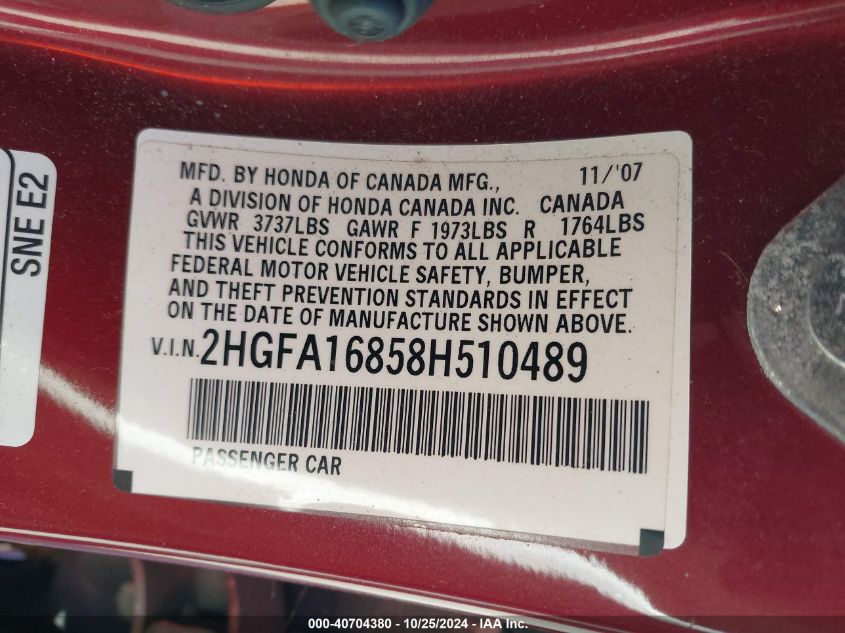 MFD. BY HONDA OF CANADA MFG., 11/'07
A DIVISION OF HONDA CANADA INC. CANADA
GVWR 3737LBS GAWR F 1973LBS R 1764LBS
THIS VEHICLE CONFORMS TO ALL APPLICABLE
FEDERAL MOTOR VEHICLE SAFETY, BUMPER,
AND THEFT PREVENTION STANDARDS IN EFFECT
ON THE DATE OF MANUFACTURE SHOWN ABOVE.
V.I.N. 2HGFA16858H510489
PASSENGER CAR
SNE E2
000-40704380 - 10/25/2024 - IAA Inc.